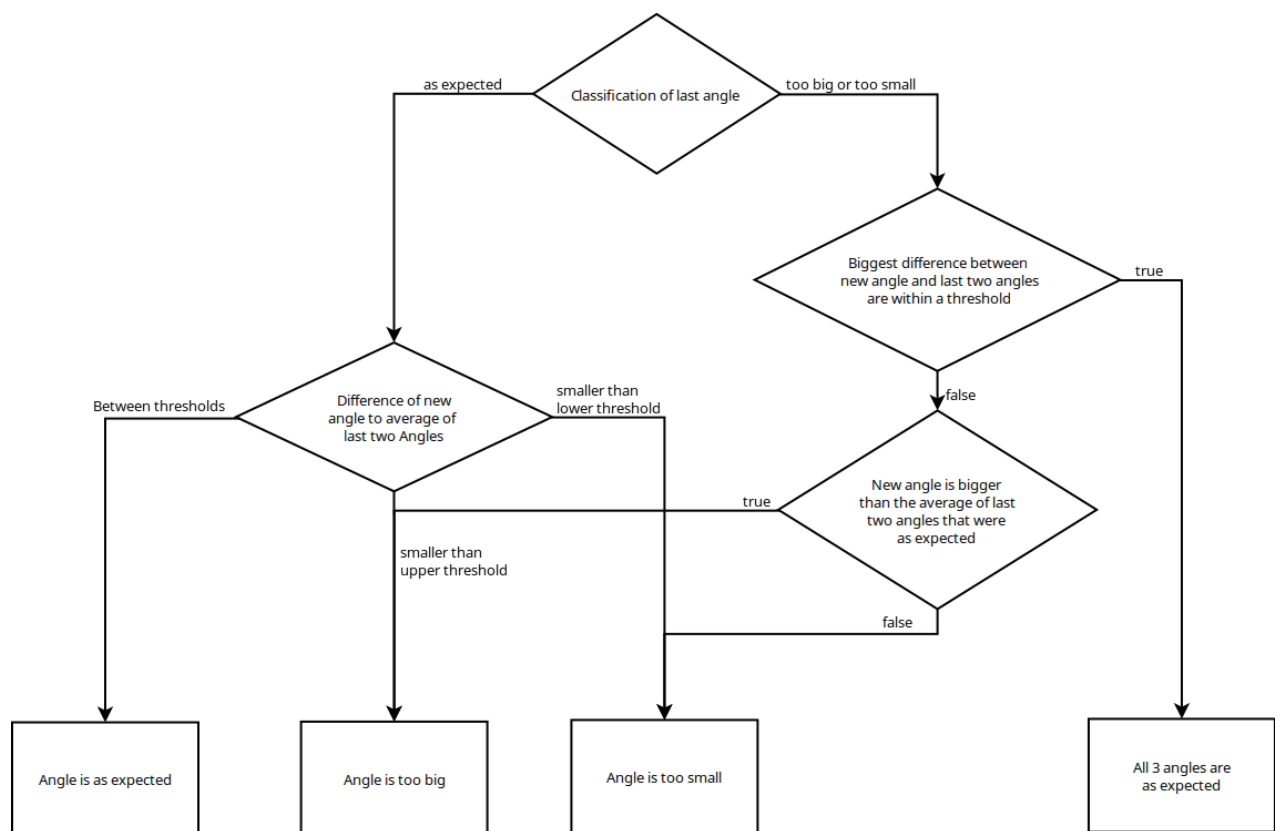 as expected
Classification of last angle
too big or too small
Biggest difference between
new angle and last two angles
are within a threshold
true
Between thresholds
Difference of new
angle to average of
last two Angles
smaller than
lower threshold
false
true
New angle is bigger
than the average of last
two angles that were
as expected
smaller than
upper threshold
false
Angle is as expected
Angle is too big
Angle is too small
All 3 angles are
as expected